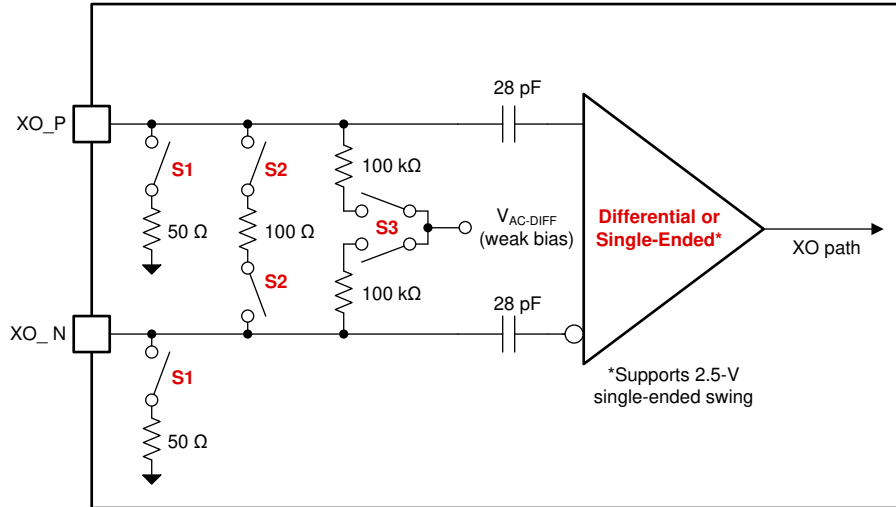 28 pF
XO_P
S1
S2
100 kΩ
50 Ω
100 Ω
S3
V_AC-DIFF
(weak bias)
Differential or
Single-Ended*
XO path
S2
100 kΩ
28 pF
XO_ N
S1
*Supports 2.5-V
single-ended swing
50 Ω